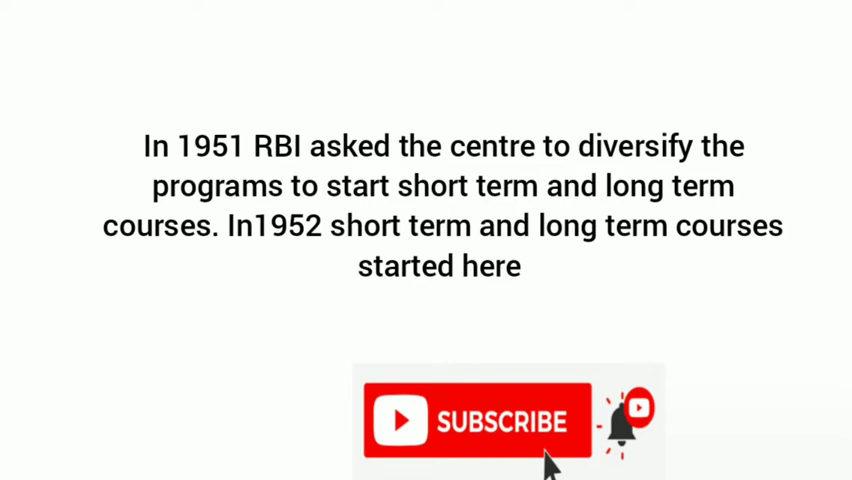 In 1951 RBI asked the centre to diversify the
programs to start short term and long term
courses. In1952 short term and long term courses
started here
SUBSCRIBE